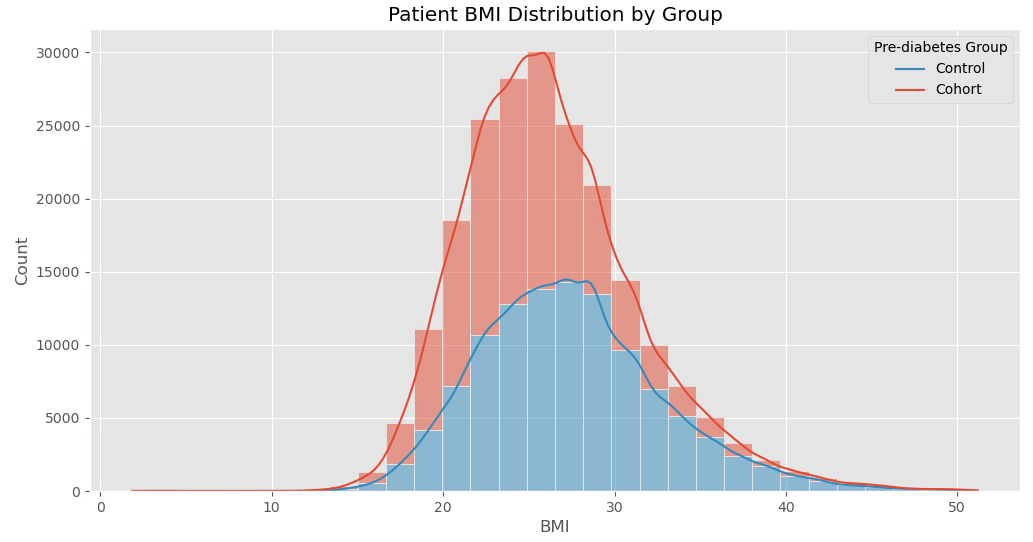 Patient BMI Distribution by Group
Pre-diabetes Group
Control
Cohort
30000
25000
20000
15000
10000
5000
0
Count
0 10 20 30 40 50
BMI